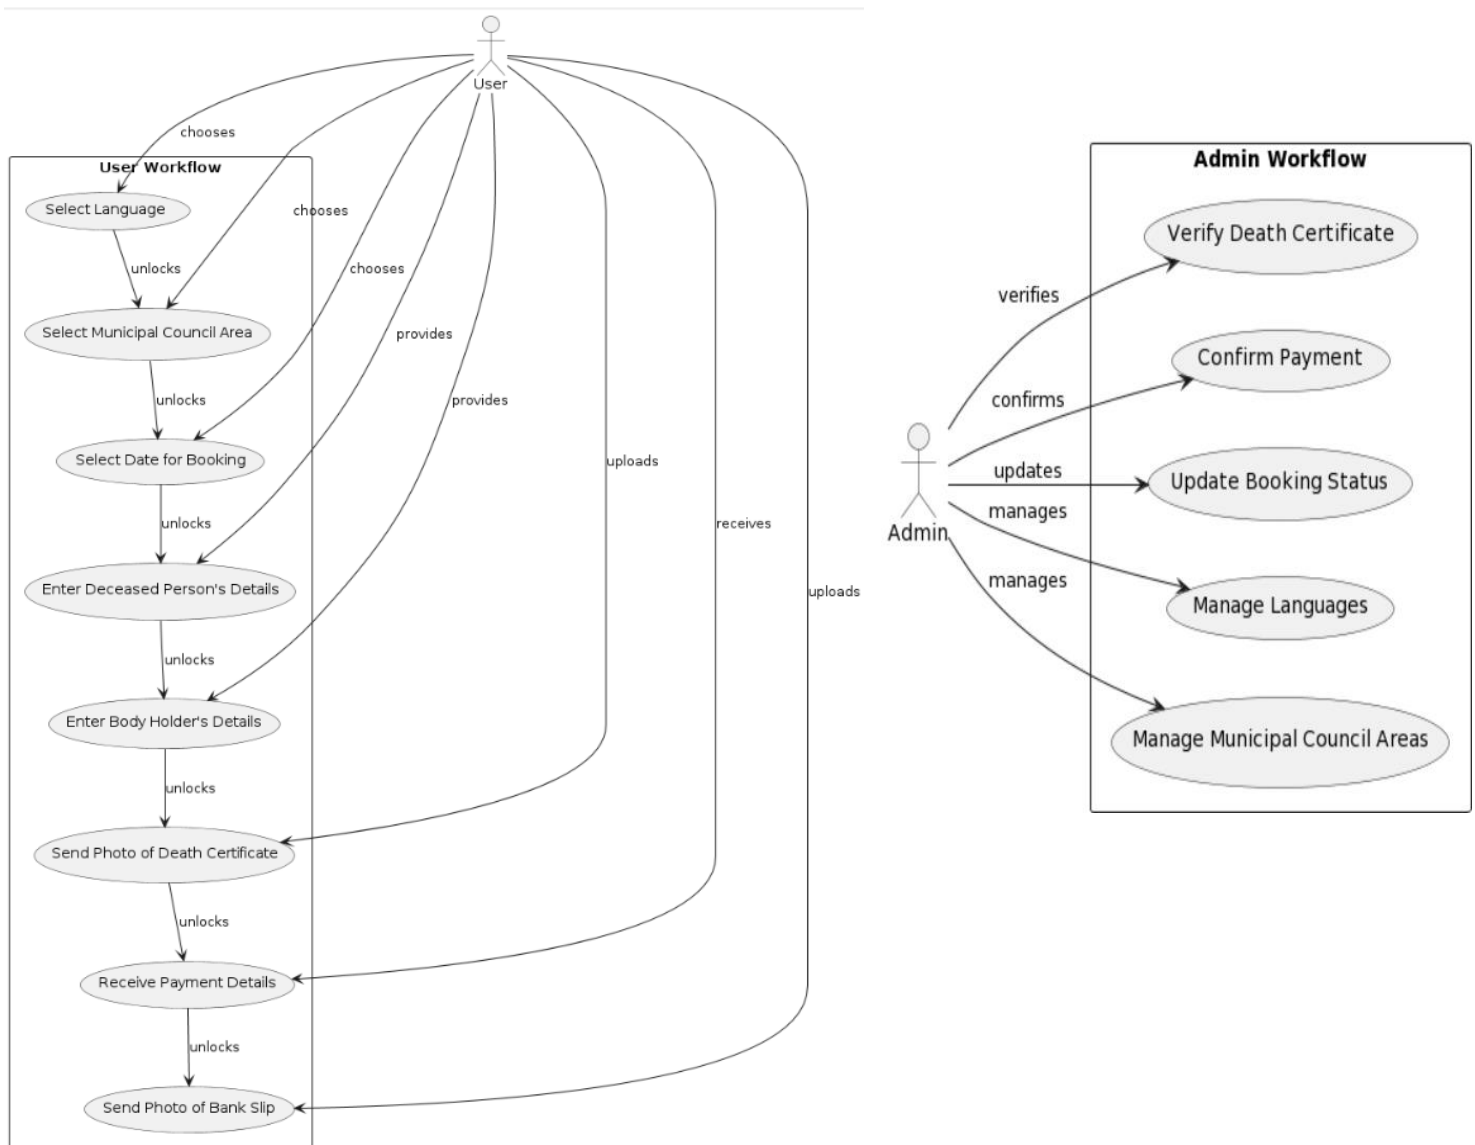 User
chooses
User Workflow
Select Language
chooses
unlocks
chooses
Select Municipal Council Area
provides
unlocks
provides
Select Date for Booking
uploads
unlocks
receives
Enter Deceased Person's Details
uploads
unlocks
Enter Body Holder's Details
unlocks
Send Photo of Death Certificate
unlocks
Receive Payment Details
unlocks
Send Photo of Bank Slip
Admin Workflow
Verify Death Certificate
verifies
Confirm Payment
confirms
updates
Update Booking Status
manages
Admin
manages
Manage Languages
Manage Municipal Council Areas